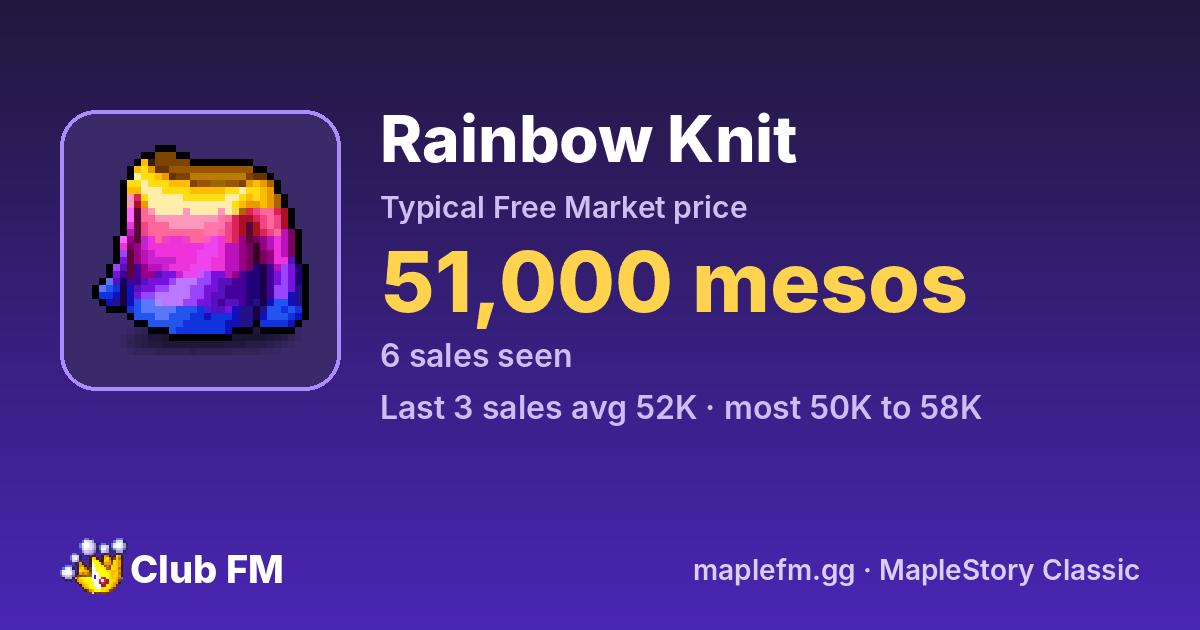 Rainbow Knit
Typical Free Market price
51,000 mesos
6 sales seen
Last 3 sales avg 52K · most 50K to 58K
Club FM
maplefm.gg · MapleStory Classic